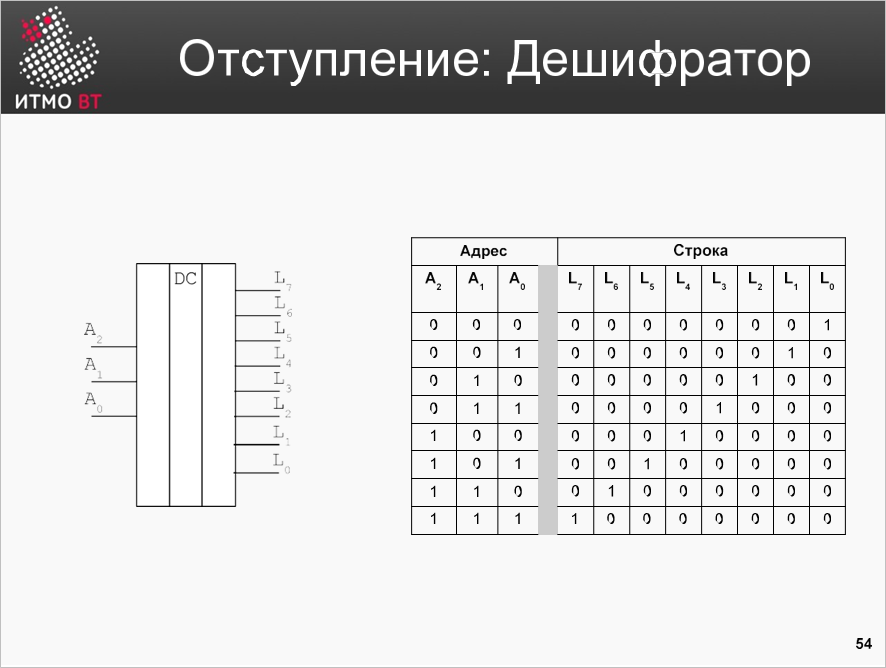 Отступление: Дешифратор
ИТМО ВТ
DC
A2
A1
A0
L7
L6
L5
L4
L3
L2
L1
L0
Адрес Строка
A2 A1 A0 L7 L6 L5 L4 L3 L2 L1 L0
0 0 0 0 0 0 0 0 0 0 1
0 0 1 0 0 0 0 0 0 1 0
0 1 0 0 0 0 0 0 1 0 0
0 1 1 0 0 0 0 1 0 0 0
1 0 0 0 0 0 1 0 0 0 0
1 0 1 0 0 1 0 0 0 0 0
1 1 0 0 1 0 0 0 0 0 0
1 1 1 1 0 0 0 0 0 0 0
54